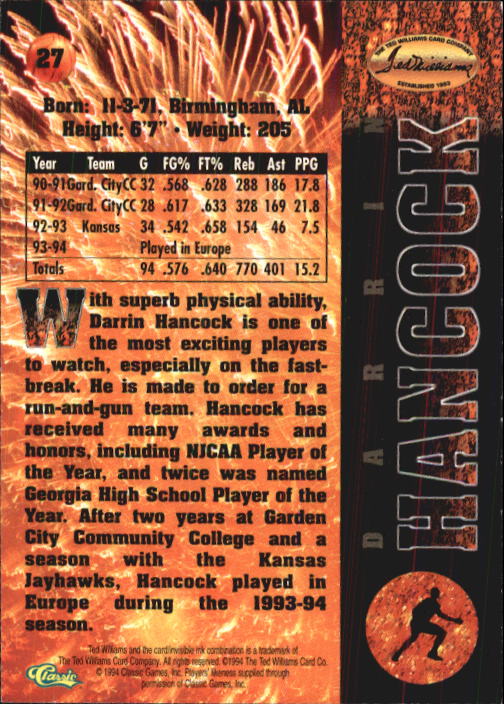 27
Born: 11-3-71, Birmingham, AL
Height: 6'7" • Weight: 205
Year Team G FG% FT% Reb Ast PPG
90-91 Gard. CityCC 32 .568 .628 288 186 17.8
91-92 Gard. CityCC 28 .617 .633 328 169 21.8
92-93 Kansas 34 .542 .658 154 46 7.5
93-94 Played in Europe
Totals 94 .576 .640 770 401 15.2
With superb physical ability,
Darrin Hancock is one of
the most exciting players
to watch, especially on the fast-
break. He is made to order for a
run-and-gun team. Hancock has
received many awards and
honors, including NJCAA Player of
the Year, and twice was named
Georgia High School Player of the
Year. After two years at Garden
City Community College and a
season with the Kansas
Jayhawks, Hancock played in
Europe during the 1993-94
season.
Ted Williams and the card/invisible ink combination is a trademark of
The Ted Williams Card Company. All rights reserved. ©1994 The Ted Williams Card Co.
© 1994 Classic Games, Inc. Players' likeness supplied through
permission of Classic Games, Inc.
Classic
THE TED WILLIAMS CARD COMPANY
Ted Williams
ESTABLISHED 1993
DARRIN
HANCOCK